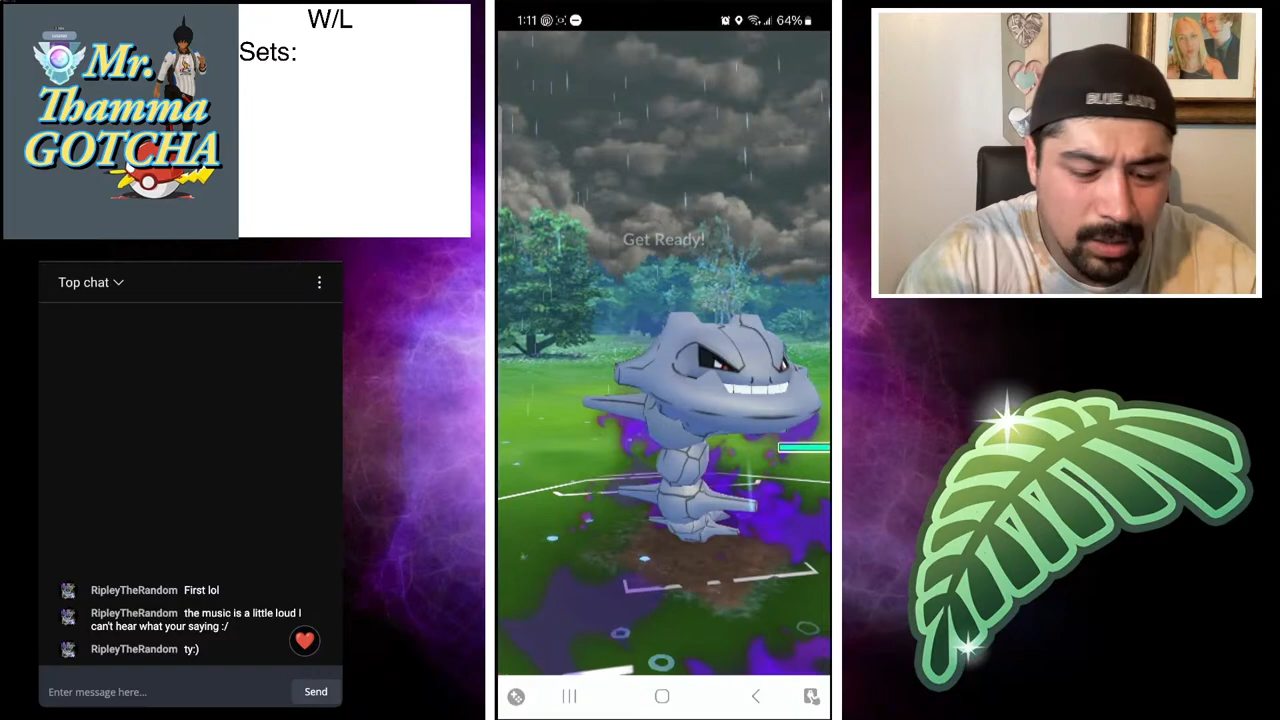 Mr.
Thamma
GOTCHA
W/L
Sets:
1:11
64%
Get Ready!
BLUE JAYS
Top chat
RipleyTheRandom First lol
RipleyTheRandom the music is a little loud I
can't hear what your saying :/
RipleyTheRandom ty:)
Enter message here...
Send